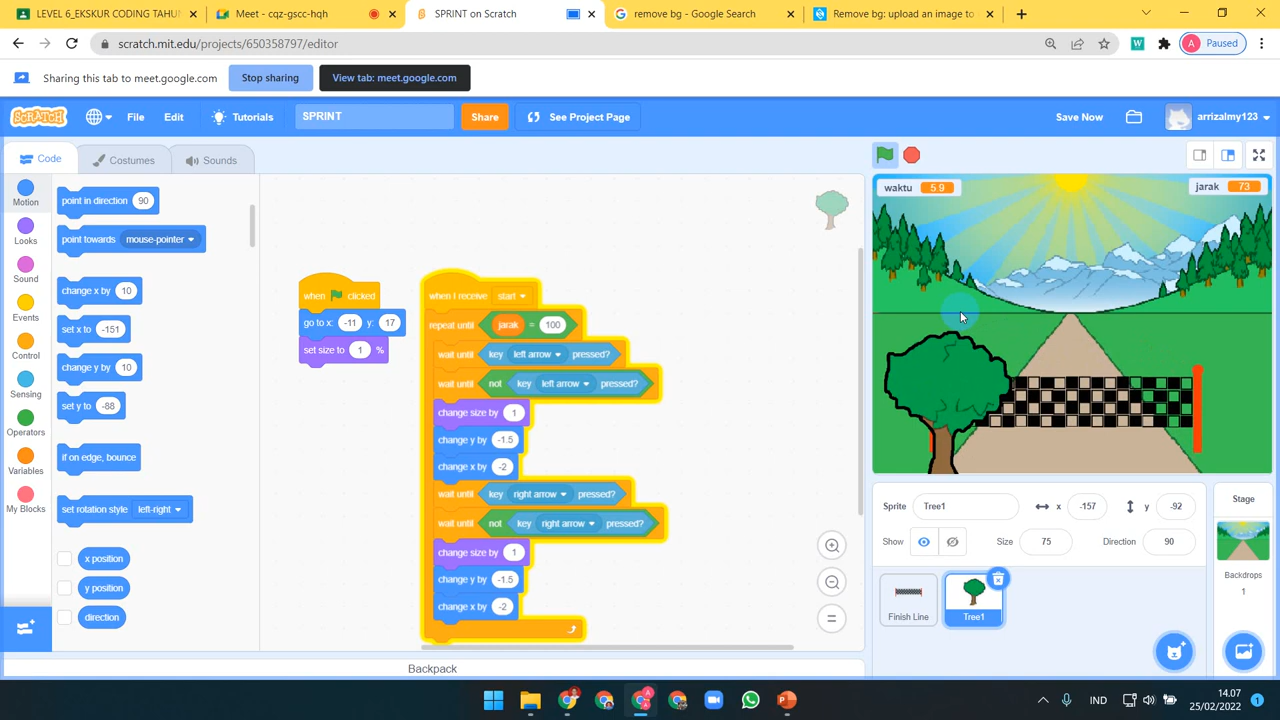 LEVEL 6_EKSKUR CODING TAHU
Meet - cqz-gscc-hqh
SPRINT on Scratch
remove bg - Google Search
Remove bg: upload an image to
scratch.mit.edu/projects/650358797/editor
Paused
Sharing this tab to meet.google.com
Stop sharing
View tab: meet.google.com
SCRATCH
File
Edit
Tutorials
SPRINT
Share
See Project Page
Save Now
arrizalmy123
Code
Costumes
Sounds
Motion
Looks
Sound
Events
Control
Sensing
Operators
Variables
My Blocks
point in direction 90
point towards mouse-pointer
change x by 10
set x to -151
change y by 10
set y to -88
if on edge, bounce
set rotation style left-right
x position
y position
direction
when clicked
go to x: -11 y: 17
set size to 1 %
when I receive start
repeat until jarak = 100
wait until key left arrow pressed?
wait until not key left arrow pressed?
change size by 1
change y by -1.5
change x by -2
wait until key right arrow pressed?
wait until not key right arrow pressed?
change size by 1
change y by -1.5
change x by -2
waktu 5.9
jarak 73
Sprite Tree1 x -157 y -92
Show Size 75 Direction 90
Finish Line
Tree1
Stage
Backdrops
1
Backpack
IND
14.07
25/02/2022